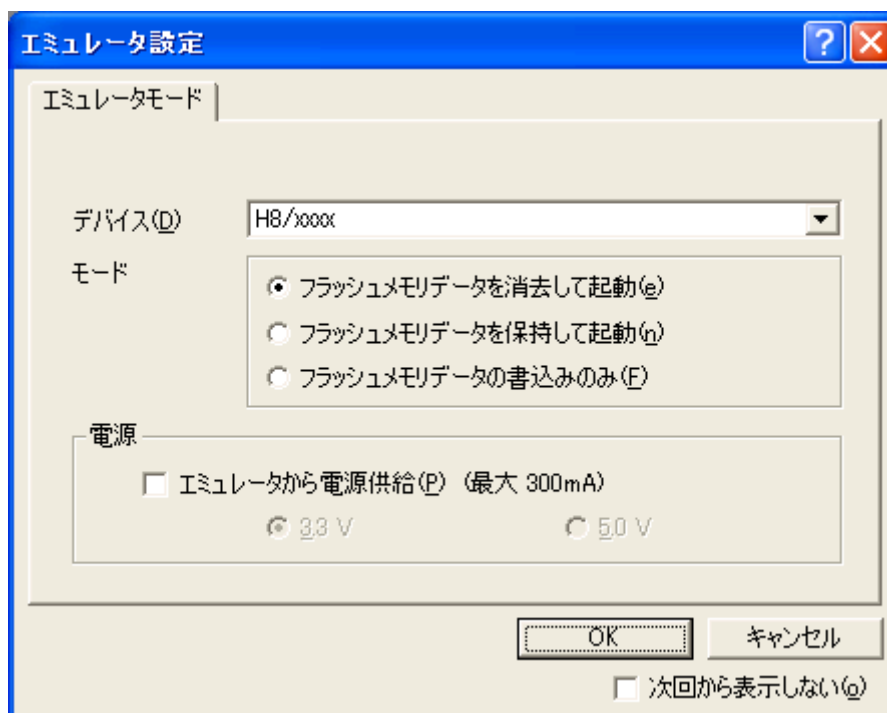 エミュレータ設定
エミュレータモード
デバイス(D) H8/xxxx
モード
フラッシュメモリデータを消去して起動(e)
フラッシュメモリデータを保持して起動(n)
フラッシュメモリデータの書込みのみ(F)
電源
エミュレータから電源供給(P) (最大 300mA)
3.3 V 5.0 V
OK キャンセル
次回から表示しない(o)